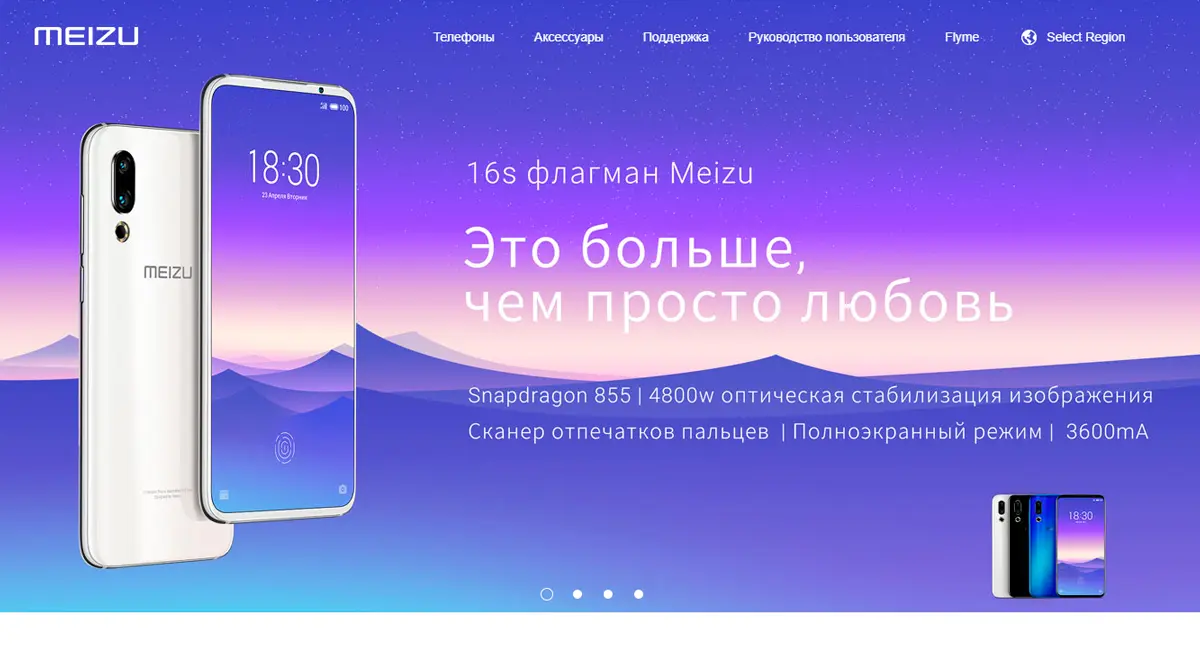 MEIZU
Телефоны Аксессуары Поддержка Руководство пользователя Flyme Select Region
100
18:30
23 Апреля Вторник
MEIZU
16s флагман Meizu
Это больше,
чем просто любовь
Snapdragon 855 | 4800w оптическая стабилизация изображения
Сканер отпечатков пальцев | Полноэкранный режим | 3600mA
18:30